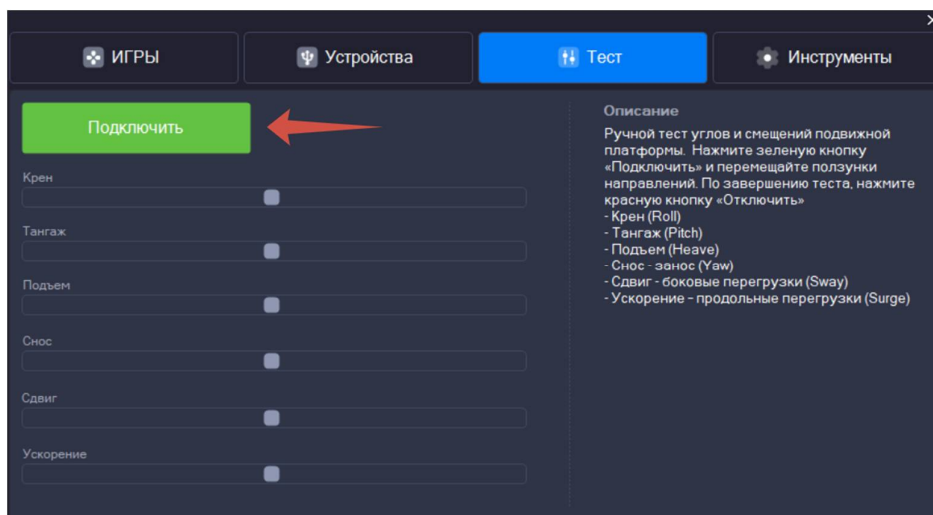 ИГРЫ
Устройства
Тест
Инструменты
Подключить
Крен
Тангаж
Подъем
Снос
Сдвиг
Ускорение
Описание
Ручной тест углов и смещений подвижной
платформы. Нажмите зеленую кнопку
«Подключить» и перемещайте ползунки
направлений. По завершению теста, нажмите
красную кнопку «Отключить»
- Крен (Roll)
- Тангаж (Pitch)
- Подъем (Heave)
- Снос - занос (Yaw)
- Сдвиг - боковые перегрузки (Sway)
- Ускорение – продольные перегрузки (Surge)